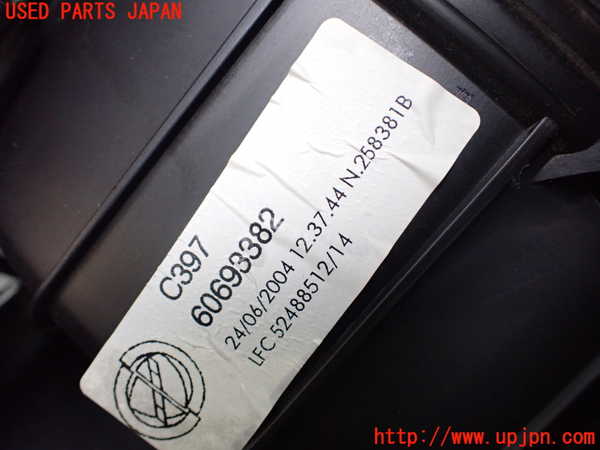 USED PARTS JAPAN
C397
60693382
24/06/2004 12.37.44 N.258381B
LFC 52488512/14
http://www.upjpn.com